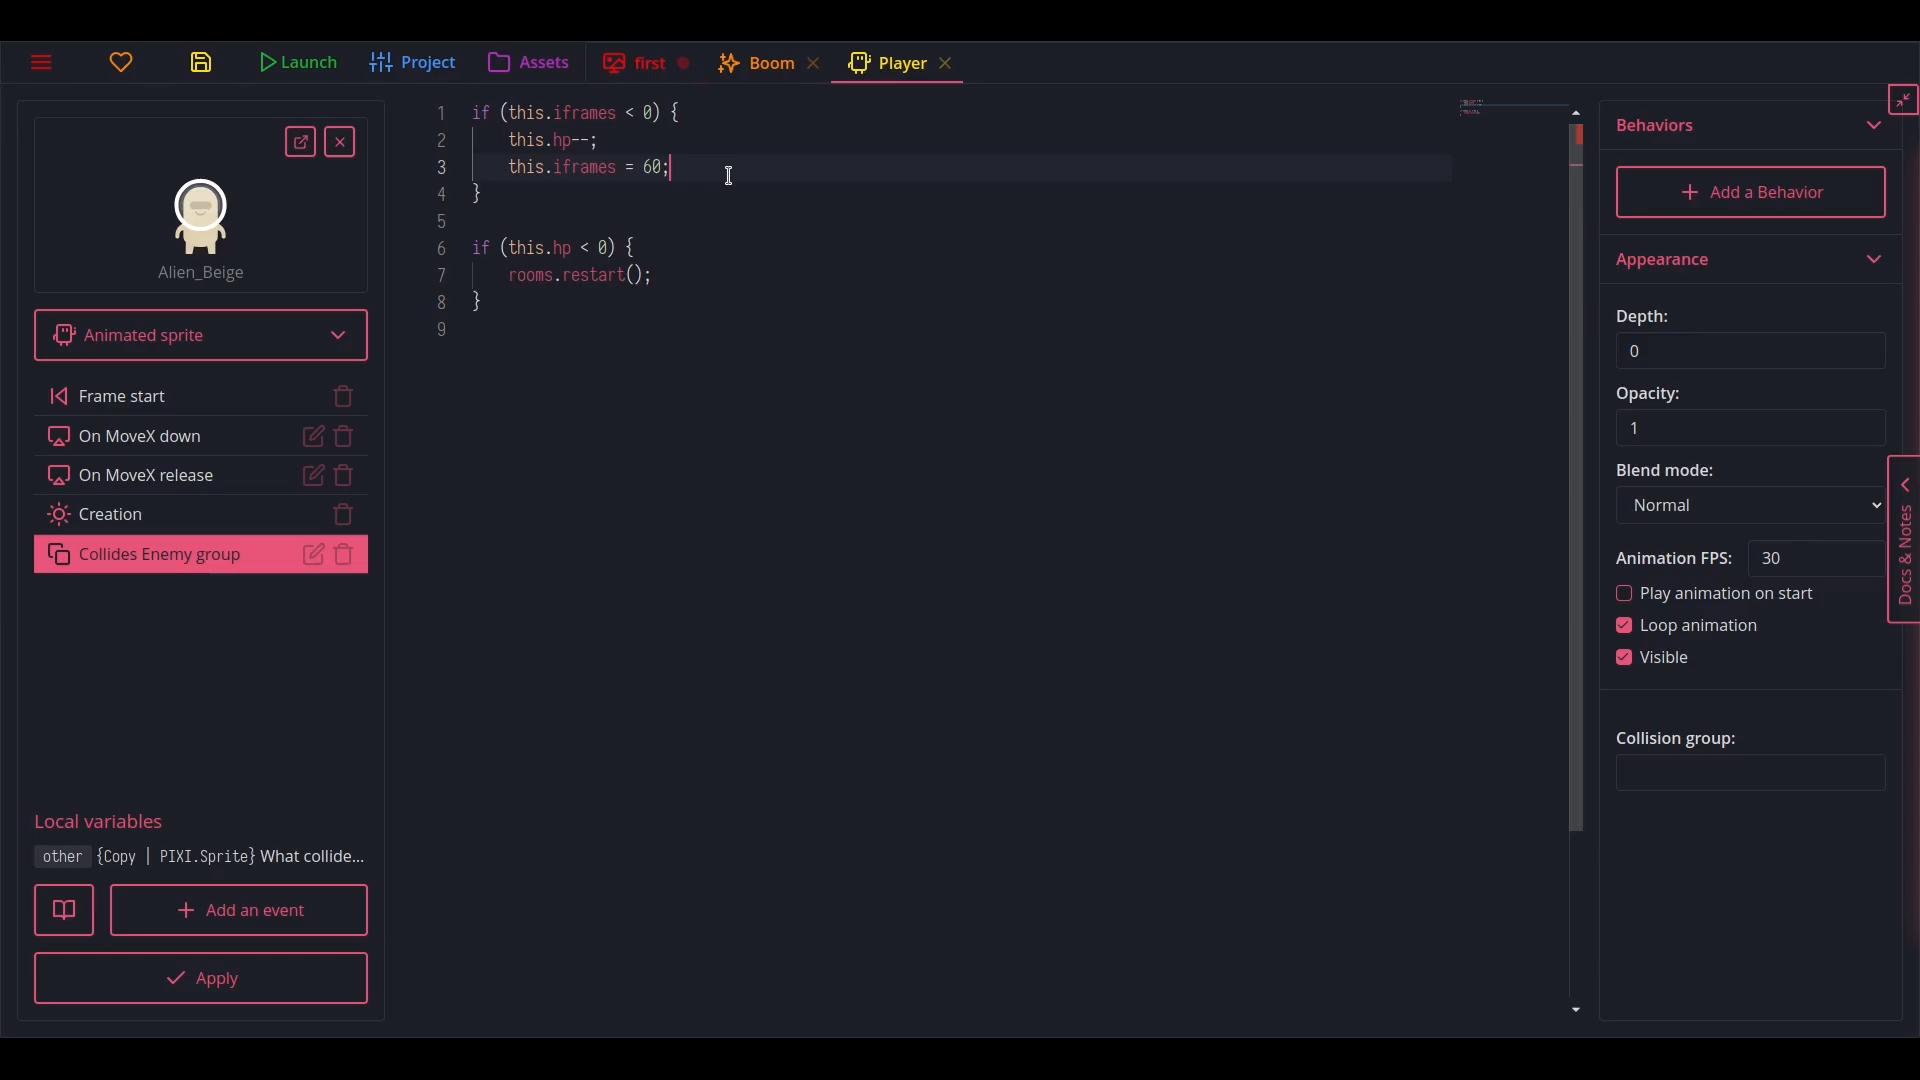 Launch Project Assets first Boom Player
Alien_Beige
Animated sprite
Frame start
On MoveX down
On MoveX release
Creation
Collides Enemy group
Local variables
other {Copy | PIXI.Sprite} What collide...
Add an event
Apply
1 if (this.iframes < 0) {
2 this.hp--;
3 this.iframes = 60;
4 }
5
6 if (this.hp < 0) {
7 rooms.restart();
8 }
9
Behaviors
Add a Behavior
Appearance
Depth:
0
Opacity:
1
Blend mode:
Normal
Animation FPS: 30
Play animation on start
Loop animation
Visible
Collision group:
Docs & Notes